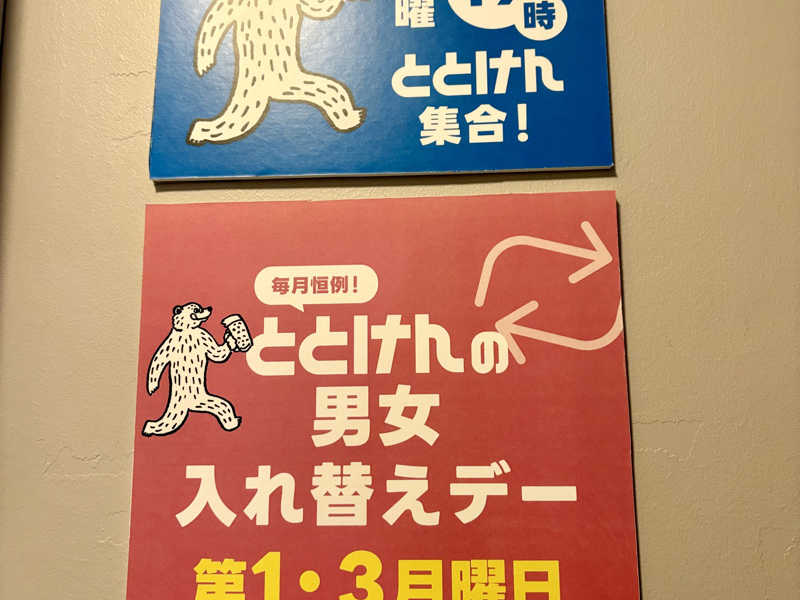 曜 時
ととけん
集合!
毎月恒例!
ととけんの
男女
入れ替えデー
第1・3月曜日